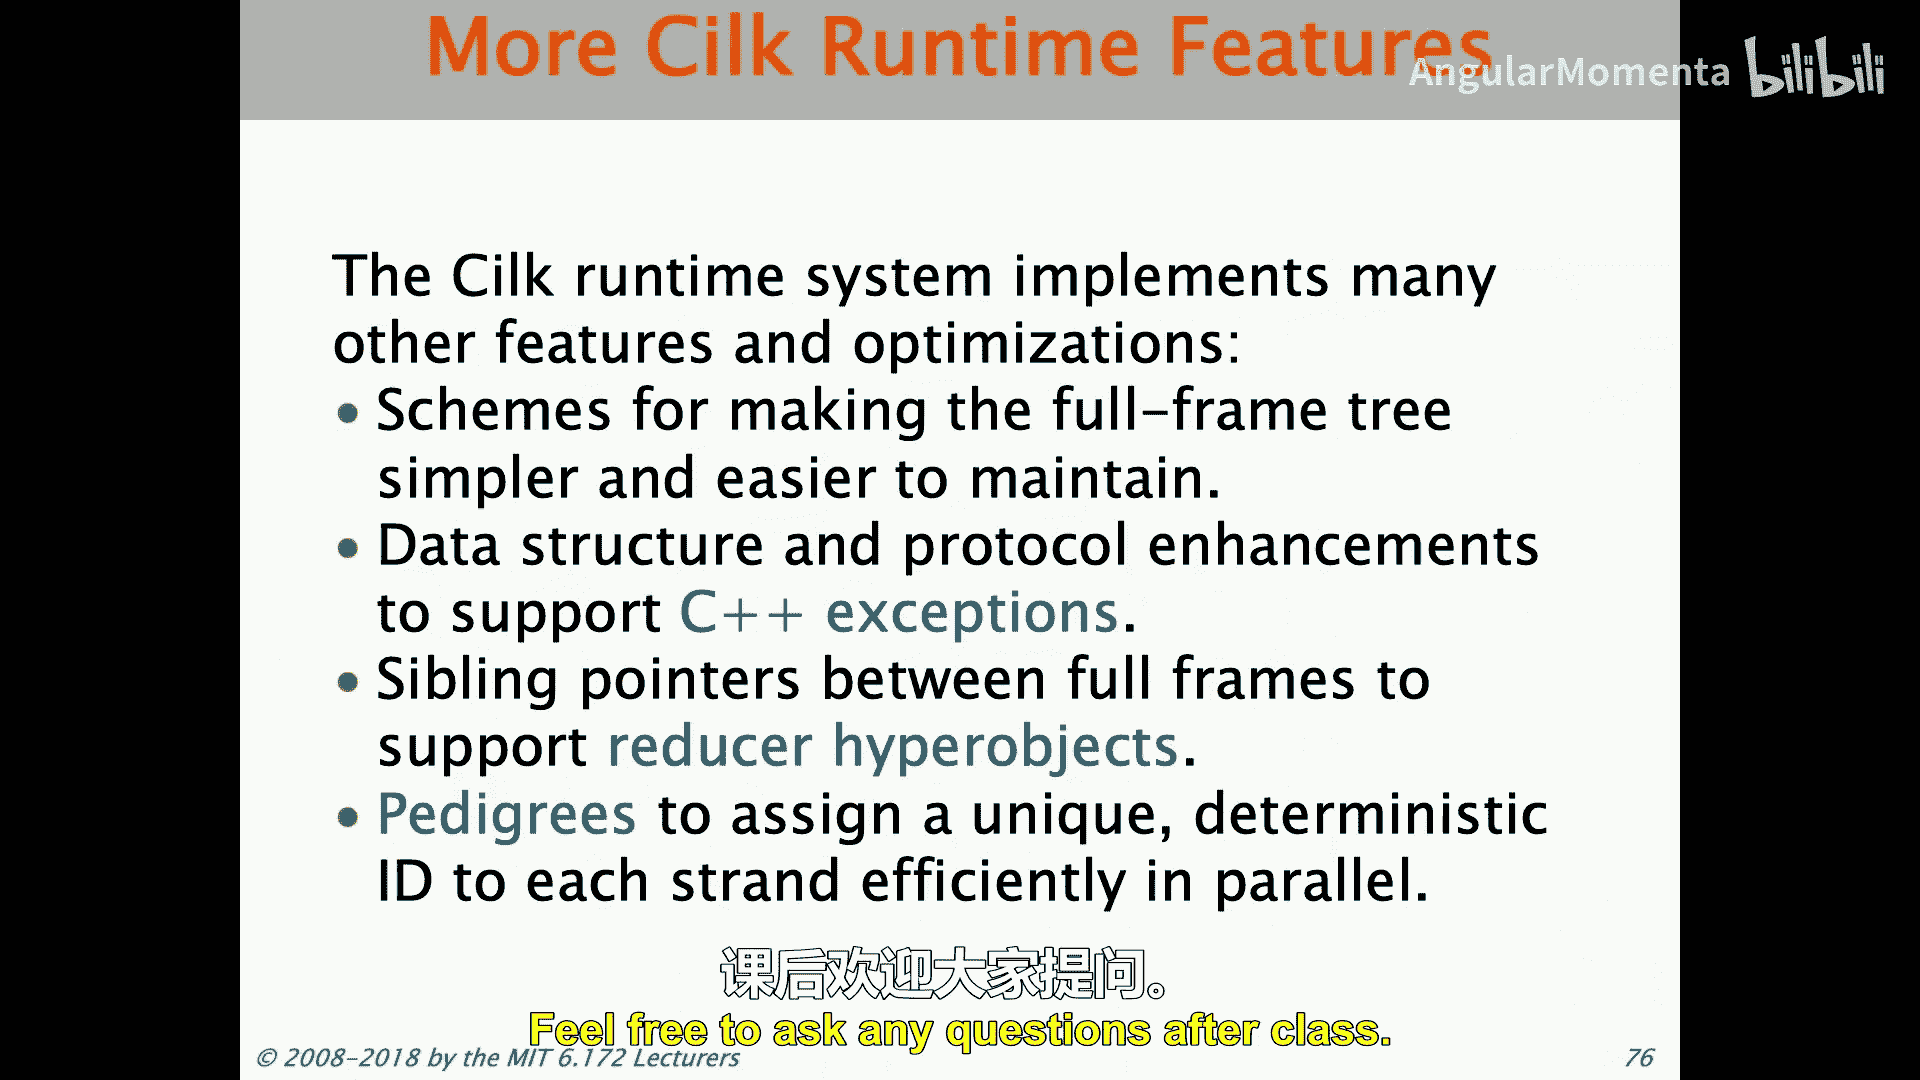 More Cilk Runtime Features
AngularMomenta bilibili
The Cilk runtime system implements many
other features and optimizations:
• Schemes for making the full-frame tree
simpler and easier to maintain.
• Data structure and protocol enhancements
to support C++ exceptions.
• Sibling pointers between full frames to
support reducer hyperobjects.
• Pedigrees to assign a unique, deterministic
ID to each strand efficiently in parallel.
课后欢迎大家提问。
Feel free to ask any questions after class.
© 2008-2018 by the MIT 6.172 Lecturers
76